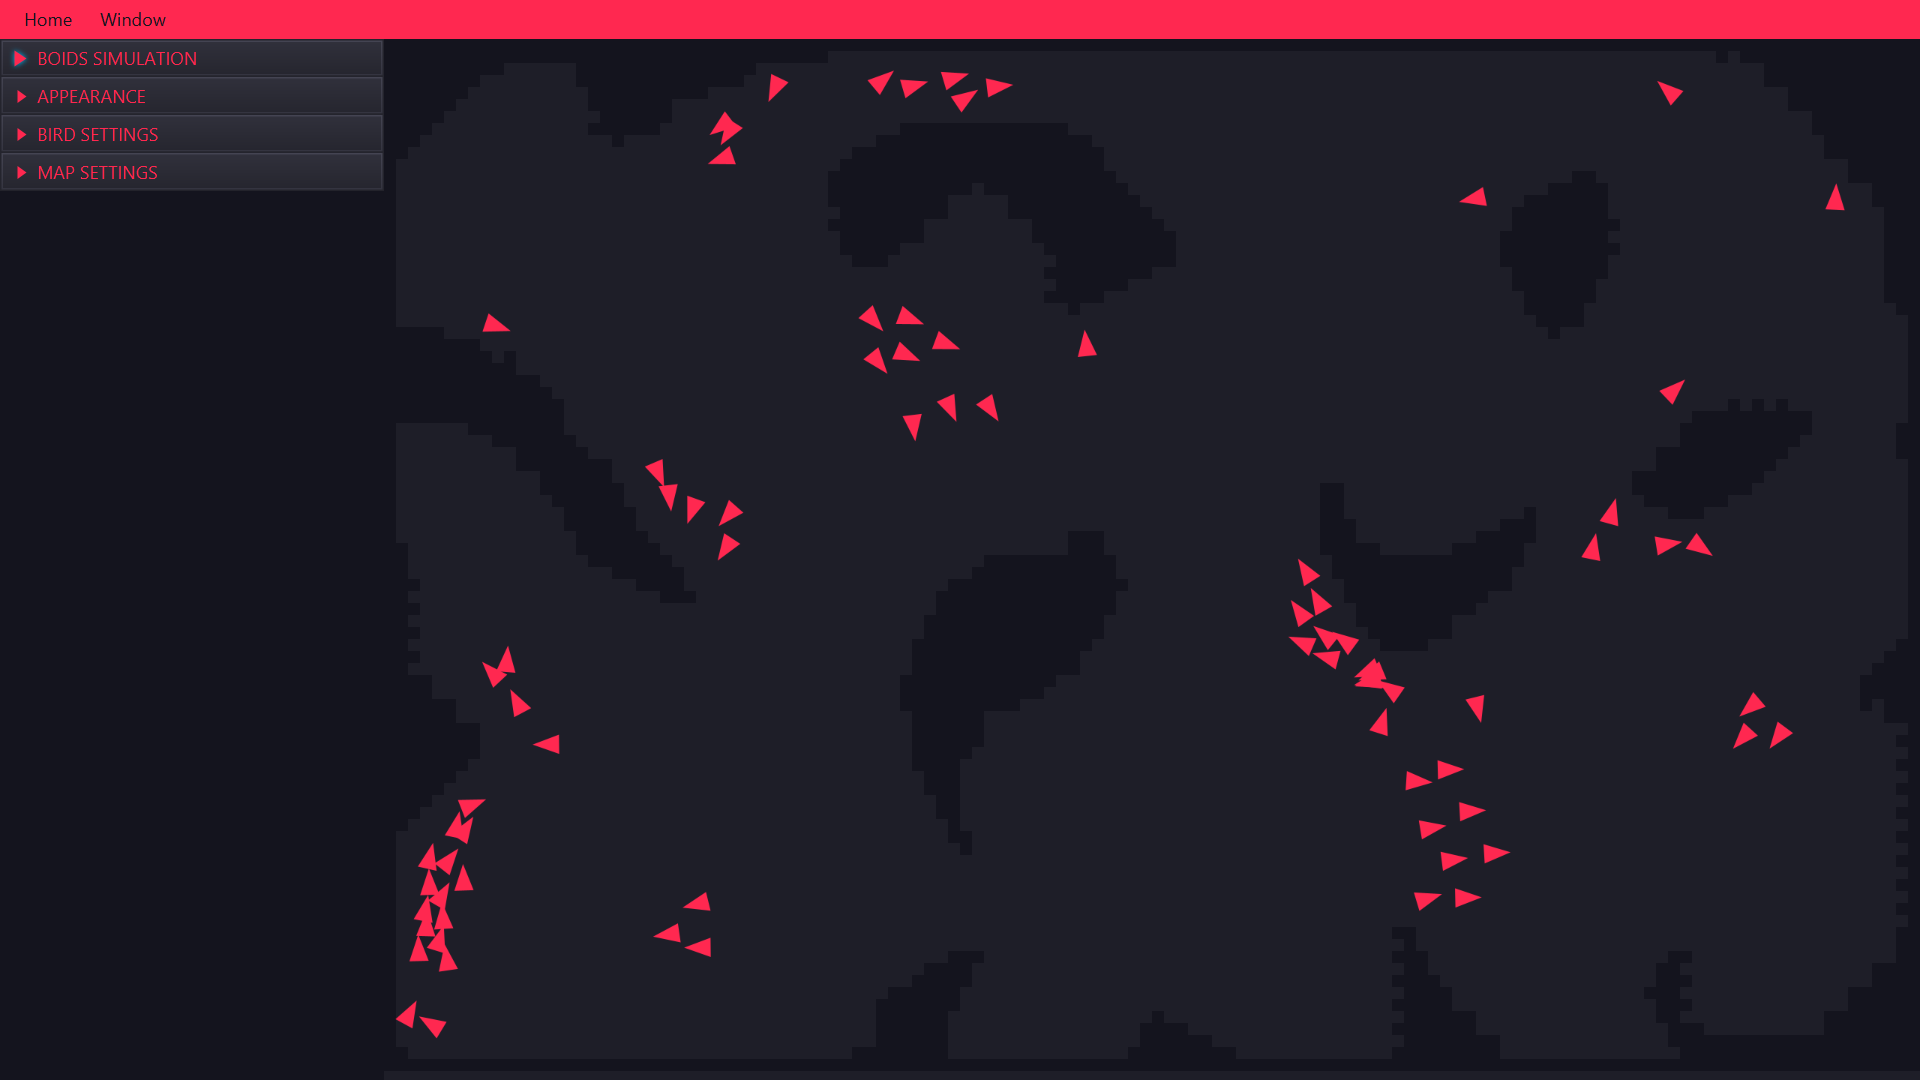 Home Window
BOIDS SIMULATION
APPEARANCE
BIRD SETTINGS
MAP SETTINGS